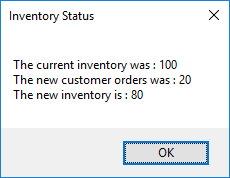 Inventory Status
The current inventory was : 100
The new customer orders was : 20
The new inventory is : 80
OK